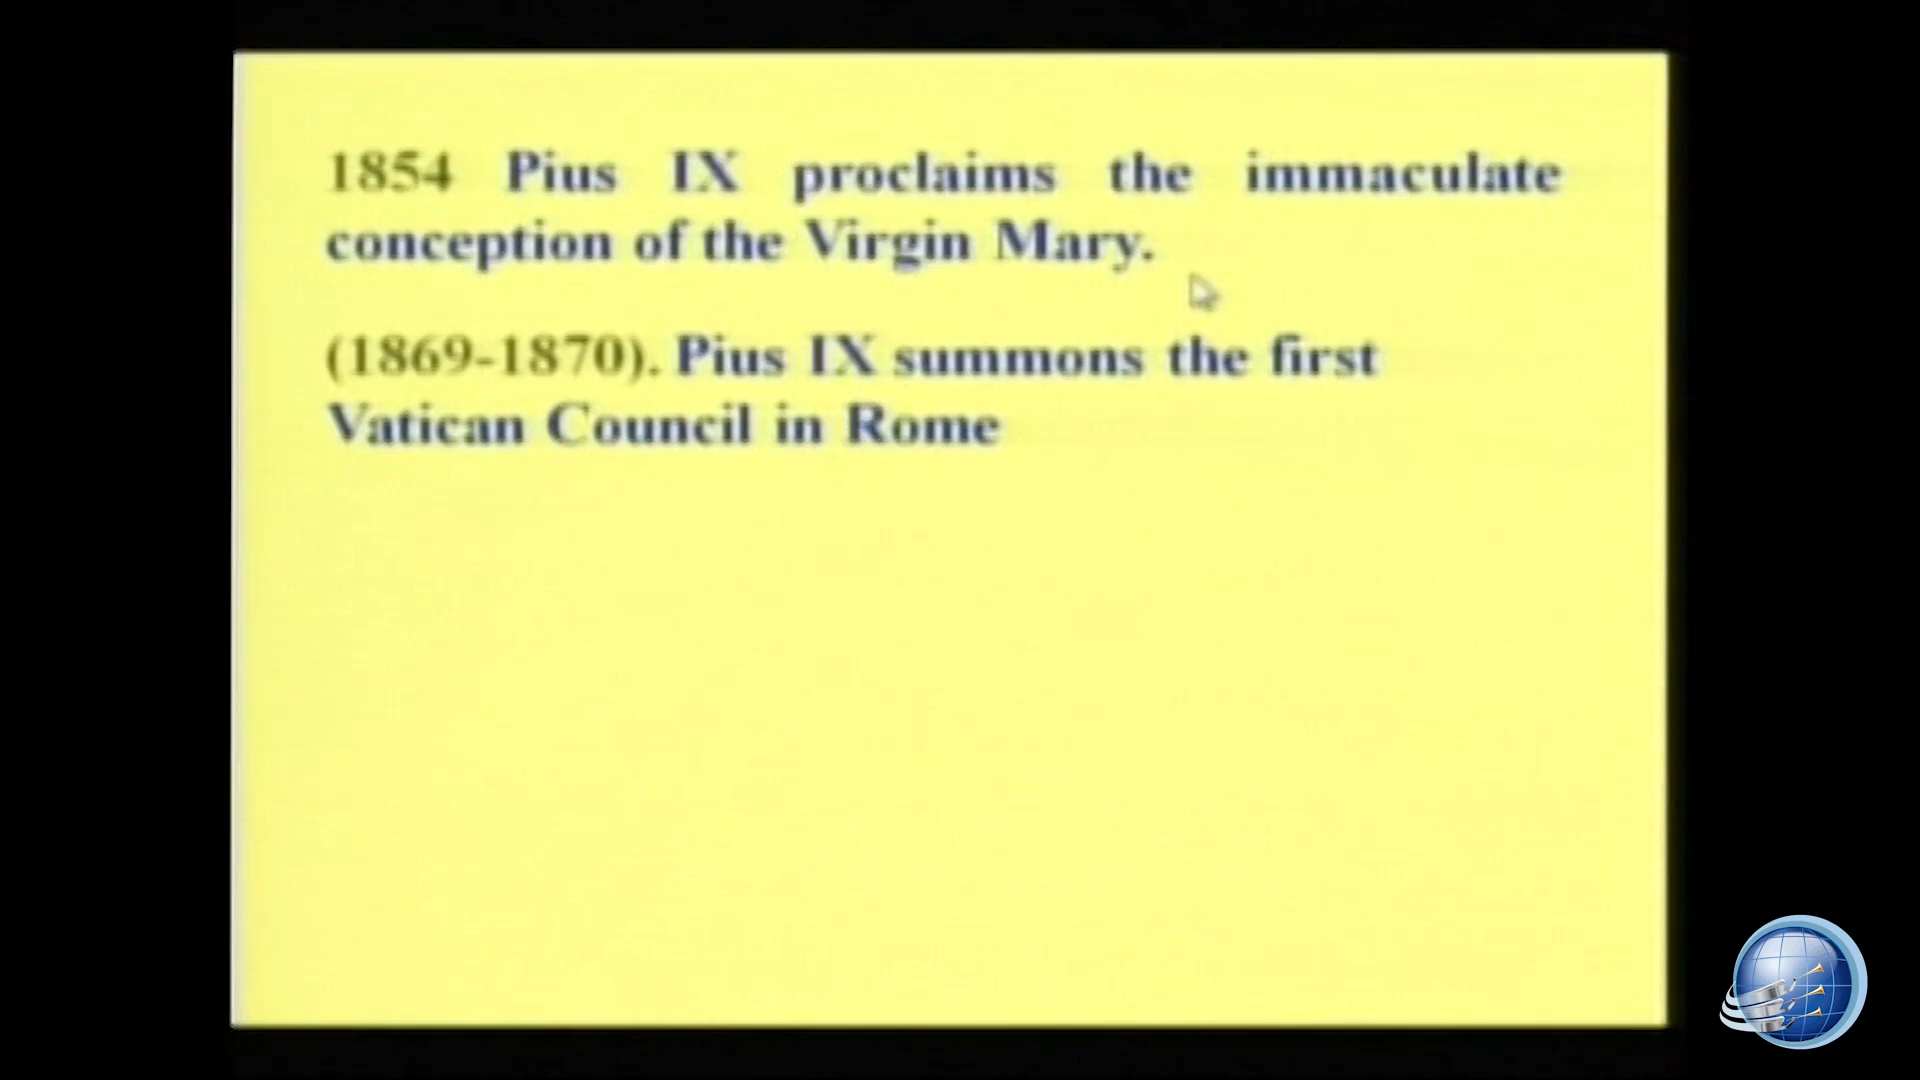 1854 Pius IX proclaims the immaculate
conception of the Virgin Mary.
(1869-1870). Pius IX summons the first
Vatican Council in Rome